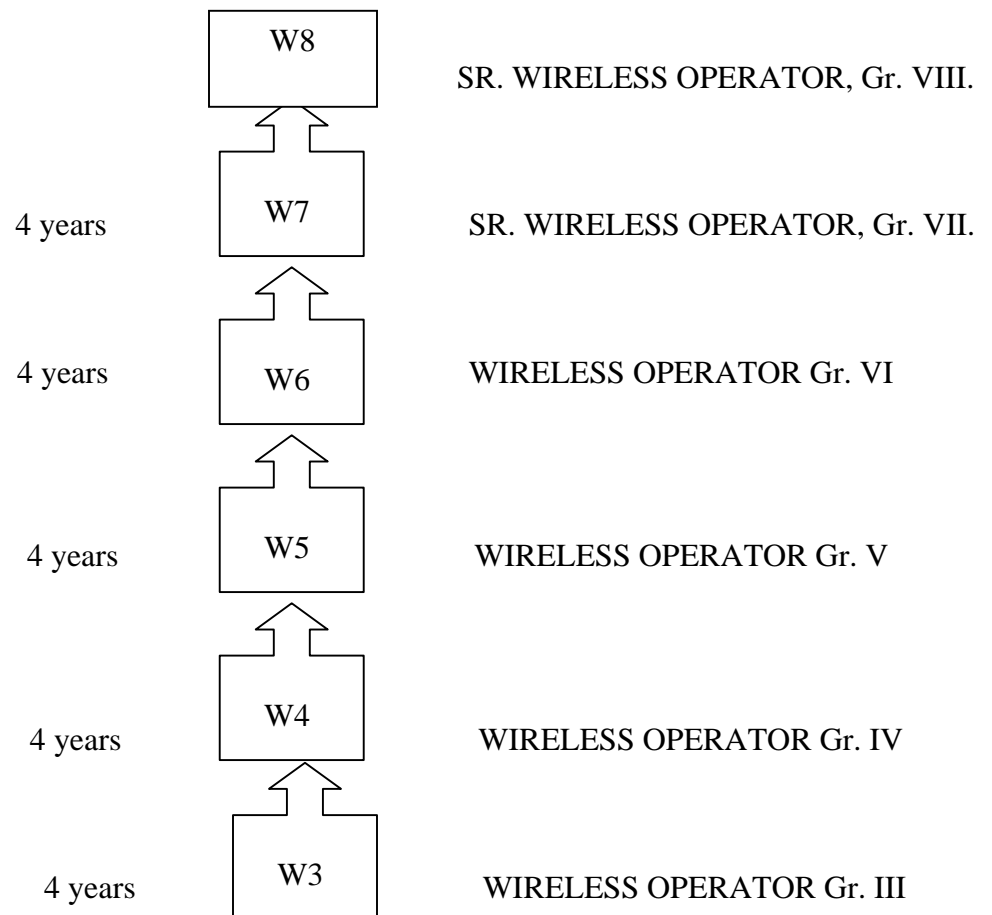 W8
SR. WIRELESS OPERATOR, Gr. VIII.
4 years W7 SR. WIRELESS OPERATOR, Gr. VII.
4 years W6 WIRELESS OPERATOR Gr. VI
4 years W5 WIRELESS OPERATOR Gr. V
4 years W4 WIRELESS OPERATOR Gr. IV
4 years W3 WIRELESS OPERATOR Gr. III